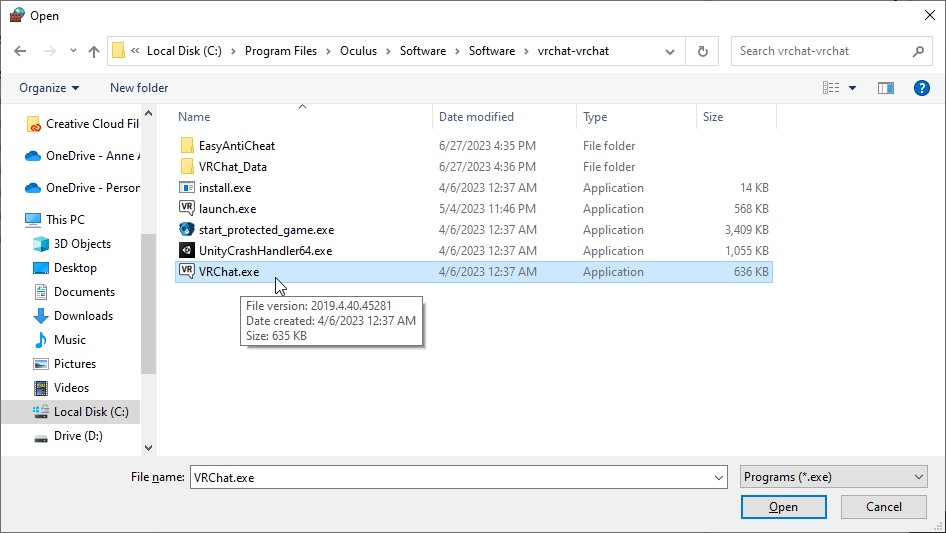 Open
« Local Disk (C:) › Program Files › Oculus › Software › Software › vrchat-vrchat
Search vrchat-vrchat
Organize
New folder
Creative Cloud Fil
OneDrive - Anne A
OneDrive - Person
This PC
3D Objects
Desktop
Documents
Downloads
Music
Pictures
Videos
Local Disk (C:)
Drive (D:)
Name Date modified Type Size
EasyAntiCheat 6/27/2023 4:35 PM File folder
VRChat_Data 6/27/2023 4:36 PM File folder
install.exe 4/6/2023 12:37 AM Application 14 KB
launch.exe 5/4/2023 11:46 PM Application 568 KB
start_protected_game.exe 4/6/2023 12:37 AM Application 3,409 KB
UnityCrashHandler64.exe 4/6/2023 12:37 AM Application 1,055 KB
VRChat.exe 4/6/2023 12:37 AM Application 636 KB
File version: 2019.4.40.45281
Date created: 4/6/2023 12:37 AM
Size: 635 KB
File name: VRChat.exe
Programs (*.exe)
Open
Cancel